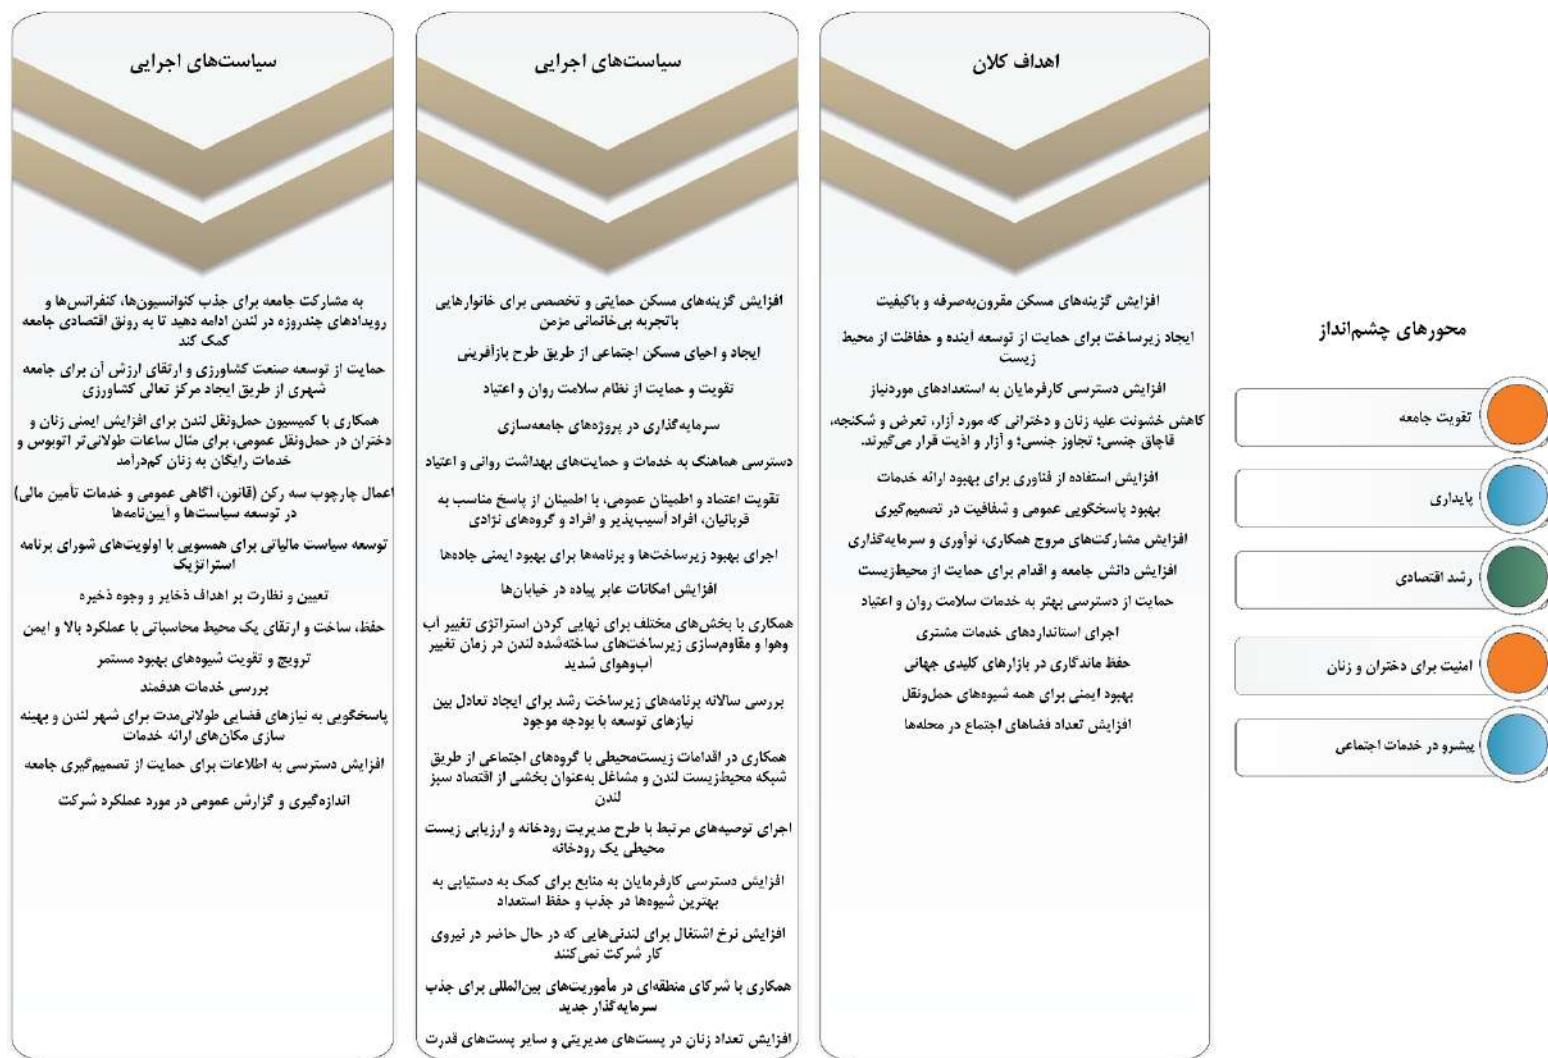 محورهای چشم‌انداز
تقویت جامعه
پایداری
رشد اقتصادی
امنیت برای دختران و زنان
پیشرو در خدمات اجتماعی
اهداف کلان
افزایش گزینه‌های مسکن مقرون‌به‌صرفه و باکیفیت
ایجاد زیرساخت برای حمایت از توسعه آینده و حفاظت از محیط
زیست
افزایش دسترسی کارفرمایان به استعدادهای موردنیاز
کاهش خشونت علیه زنان و دخترانی که مورد آزار، تعرض و شکنجه،
قاچاق جنسی؛ تجاوز جنسی؛ و آزار و اذیت قرار می‌گیرند.
افزایش استفاده از فناوری برای بهبود ارائه خدمات
بهبود پاسخگویی عمومی و شفافیت در تصمیم‌گیری
افزایش مشارکت‌های مروج همکاری، نوآوری و سرمایه‌گذاری
افزایش دانش جامعه و اقدام برای حمایت از محیط‌زیست
حمایت از دسترسی بهتر به خدمات سلامت روان و اعتیاد
اجرای استانداردهای خدمات مشتری
حفظ ماندگاری در بازارهای کلیدی جهانی
بهبود ایمنی برای همه شیوه‌های حمل‌ونقل
افزایش تعداد فضاهای اجتماع در محله‌ها
سیاست‌های اجرایی
افزایش گزینه‌های مسکن حمایتی و تخصصی برای خانوارهایی
باتجربه بی‌خانمانی مزمن
ایجاد و احیای مسکن اجتماعی از طریق طرح بازآفرینی
تقویت و حمایت از نظام سلامت روان و اعتیاد
سرمایه‌گذاری در پروژه‌های جامعه‌سازی
دسترسی هماهنگ به خدمات و حمایت‌های بهداشت روانی و اعتیاد
تقویت اعتماد و اطمینان عمومی، با اطمینان از پاسخ مناسب به
قربانیان، افراد آسیب‌پذیر و افراد و گروه‌های نژادی
اجرای بهبود زیرساخت‌ها و برنامه‌ها برای بهبود ایمنی جاده‌ها
افزایش امکانات عابر پیاده در خیابان‌ها
همکاری با بخش‌های مختلف برای نهایی کردن استراتژی تغییر آب
وهوا و مقاوم‌سازی زیرساخت‌های ساخته‌شده لندن در زمان تغییر
آب‌وهوای شدید
بررسی سالانه برنامه‌های زیرساخت رشد برای ایجاد تعادل بین
نیازهای توسعه با بودجه موجود
همکاری در اقدامات زیست‌محیطی با گروه‌های اجتماعی از طریق
شبکه محیط‌زیست لندن و مشاغل به‌عنوان بخشی از اقتصاد سبز
لندن
اجرای توصیه‌های مرتبط با طرح مدیریت رودخانه و ارزیابی زیست
محیطی یک رودخانه
افزایش دسترسی کارفرمایان به منابع برای کمک به دستیابی به
بهترین شیوه‌ها در جذب و حفظ استعداد
افزایش نرخ اشتغال برای لندنی‌هایی که در حال حاضر در نیروی
کار شرکت نمی‌کنند
همکاری با شرکای منطقه‌ای در مأموریت‌های بین‌المللی برای جذب
سرمایه‌گذار جدید
افزایش تعداد زنان در پست‌های مدیریتی و سایر پست‌های قدرت
سیاست‌های اجرایی
به مشارکت جامعه برای جذب کنوانسیون‌ها، کنفرانس‌ها و
رویدادهای چندروزه در لندن ادامه دهید تا به رونق اقتصادی جامعه
کمک کند
حمایت از توسعه صنعت کشاورزی و ارتقای ارزش آن برای جامعه
شهری از طریق ایجاد مرکز تعالی کشاورزی
همکاری با کمیسیون حمل‌ونقل لندن برای افزایش ایمنی زنان و
دختران در حمل‌ونقل عمومی، برای مثال ساعات طولانی‌تر اتوبوس و
خدمات رایگان به زنان کم‌درآمد
اعمال چارچوب سه رکن (قانون، آگاهی عمومی و خدمات تأمین مالی)
در توسعه سیاست‌ها و آیین‌نامه‌ها
توسعه سیاست مالیاتی برای همسویی با اولویت‌های شورای برنامه
استراتژیک
تعیین و نظارت بر اهداف ذخایر و وجوه ذخیره
حفظ، ساخت و ارتقای یک محیط محاسباتی با عملکرد بالا و ایمن
ترویج و تقویت شیوه‌های بهبود مستمر
بررسی خدمات هدفمند
پاسخگویی به نیازهای فضایی طولانی‌مدت برای شهر لندن و بهینه
سازی مکان‌های ارائه خدمات
افزایش دسترسی به اطلاعات برای حمایت از تصمیم‌گیری جامعه
اندازه‌گیری و گزارش عمومی در مورد عملکرد شرکت